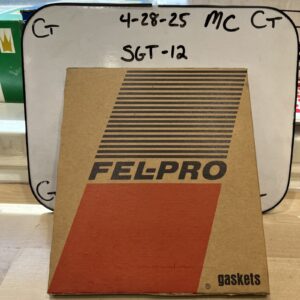 CT 4-28-25 MC CT
SGT-12
FEL-PRO
® gaskets
C
C